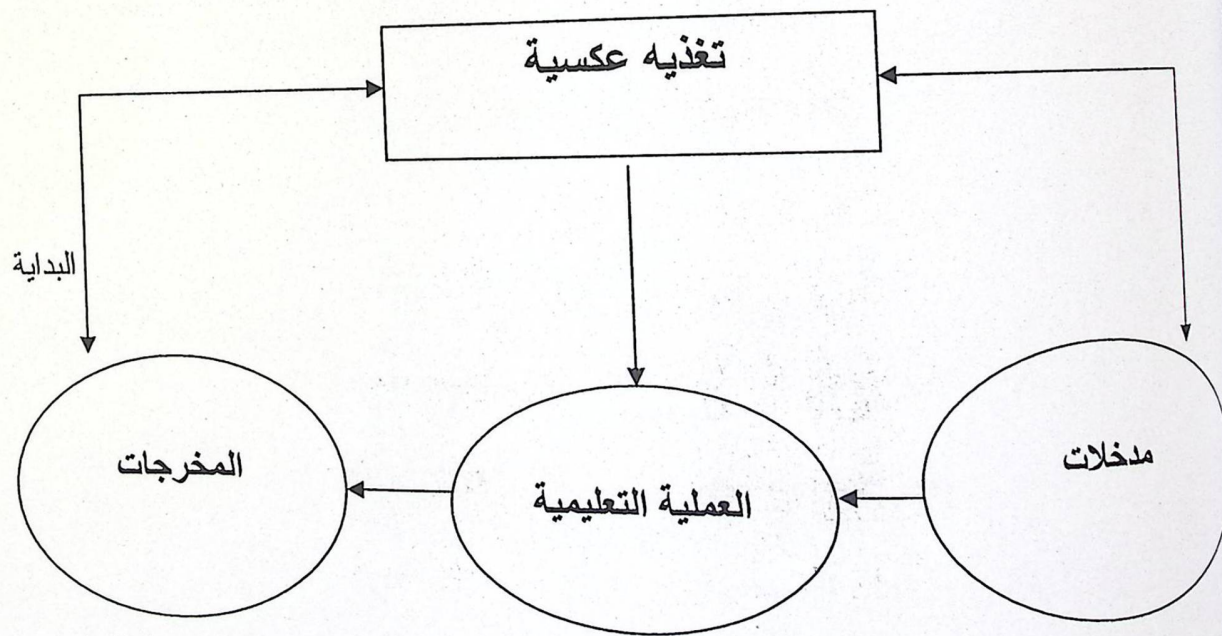 تغذيه عكسية
البداية
مدخلات
العملية التعليمية
المخرجات